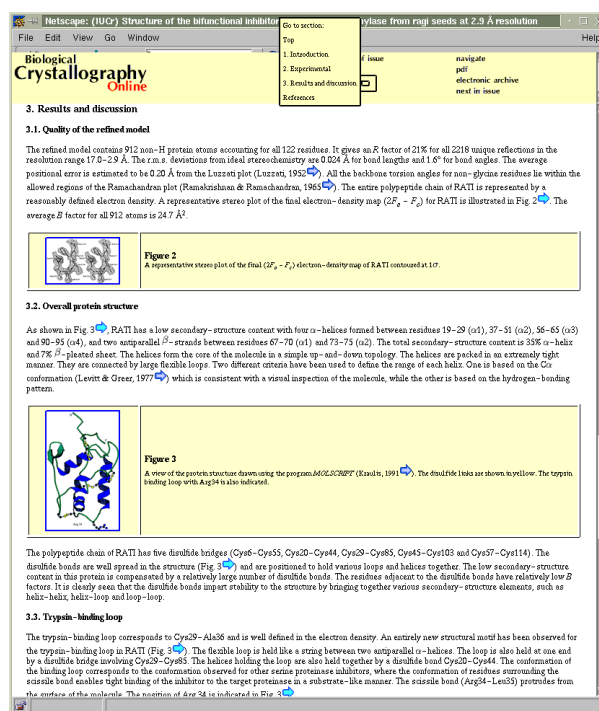 Netscape: (IUCr) Structure of the bifunctional inhibitor ylase from ragi seeds at 2.9 Å resolution
File Edit View Go Window Help
Go to section:
Top
1. Introduction
2. Experimental
3. Results and discussion
References
Biological
Crystallography
Online
f issue
navigate
pdf
electronic archive
next in issue
3. Results and discussion
3.1. Quality of the refined model
The refined model contains 912 non-H protein atoms accounting for all 122 residues. It gives an R factor of 21% for all 2218 unique reflections in the
resolution range 17.0-2.9 Å. The r.m.s. deviations from ideal stereochemistry are 0.024 Å for bond lengths and 1.6° for bond angles. The average
positional error is estimated to be 0.20 Å from the Luzzati plot (Luzzati, 1952). All the backbone torsion angles for non-glycine residues lie within the
allowed regions of the Ramachandran plot (Ramakrishnan & Ramachandran, 1965). The entire polypeptide chain of RATI is represented by a
reasonably defined electron density. A representative stereo plot of the final electron-density map (2Fo - Fc) for RATI is illustrated in Fig. 2. The
average B factor for all 912 atoms is 24.7 Å2.
Figure 2
A representative stereo plot of the final (2Fo - Fc) electron-density map of RATI contoured at 1σ.
3.2. Overall protein structure
As shown in Fig. 3, RATI has a low secondary-structure content with four α-helices formed between residues 19-29 (α1), 37-51 (α2), 56-65 (α3)
and 90-95 (α4), and two antiparallel β-strands between residues 67-70 (α1) and 73-75 (α2). The total secondary-structure content is 35% α-helix
and 7% β-pleated sheet. The helices form the core of the molecule in a simple up-and-down topology. The helices are packed in an extremely tight
manner. They are connected by large flexible loops. Two different criteria have been used to define the range of each helix. One is based on the Cα
conformation (Levitt & Greer, 1977) which is consistent with a visual inspection of the molecule, while the other is based on the hydrogen-bonding
pattern.
Arg 34
Figure 3
A view of the protein structure drawn using the program MOLSCRIPT (Kraulis, 1991). The disulfide links are shown in yellow. The trypsin
binding loop with Arg34 is also indicated.
The polypeptide chain of RATI has five disulfide bridges (Cys6-Cys55, Cys20-Cys44, Cys29-Cys85, Cys45-Cys103 and Cys57-Cys114). The
disulfide bonds are well spread in the structure (Fig. 3) and are positioned to hold various loops and helices together. The low secondary-structure
content in this protein is compensated by a relatively large number of disulfide bonds. The residues adjacent to the disulfide bonds have relatively low B
factors. It is clearly seen that the disulfide bonds impart stability to the structure by bringing together various secondary-structure elements, such as
helix-helix, helix-loop and loop-loop.
3.3. Trypsin-binding loop
The trypsin-binding loop corresponds to Cys29-Ala36 and is well defined in the electron density. An entirely new structural motif has been observed for
the trypsin-binding loop in RATI (Fig. 3). The flexible loop is held like a string between two antiparallel α-helices. The loop is also held at one end
by a disulfide bridge involving Cys29-Cys85. The helices holding the loop are also held together by a disulfide bond Cys20-Cys44. The conformation of
the binding loop corresponds to the conformation observed for other serine proteinase inhibitors, where the conformation of residues surrounding the
scissile bond enables tight binding of the inhibitor to the target proteinase in a substrate-like manner. The scissile bond (Arg34-Leu35) protrudes from
the surface of the molecule. The position of Arg 34 is indicated in Fig. 3